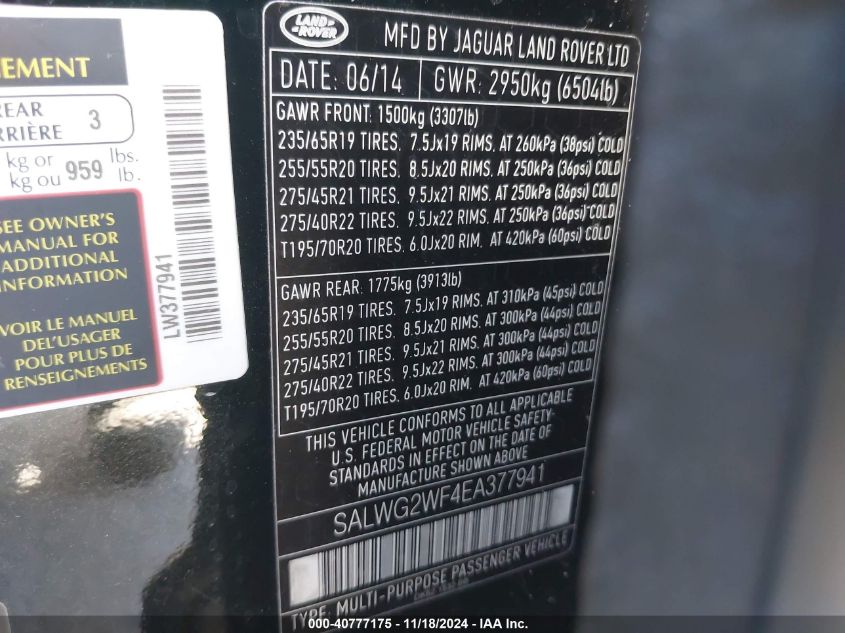 NEMENT
REAR
RRIÈRE 3
kg or
kg ou 959 lbs.
lb.
SEE OWNER'S
MANUAL FOR
ADDITIONAL
INFORMATION
VOIR LE MANUEL
DEL'USAGER
POUR PLUS DE
RENSEIGNEMENTS
LW377941
LAND ROVER
MFD BY JAGUAR LAND ROVER LTD
DATE: 06/14 GWR: 2950kg (6504lb)
GAWR FRONT: 1500kg (3307lb)
235/65R19 TIRES. 7.5Jx19 RIMS. AT 260kPa (38psi) COLD
255/55R20 TIRES. 8.5Jx20 RIMS. AT 250kPa (36psi) COLD
275/45R21 TIRES. 9.5Jx21 RIMS. AT 250kPa (36psi) COLD
275/40R22 TIRES. 9.5Jx22 RIMS. AT 250kPa (36psi) COLD
T195/70R20 TIRES. 6.0Jx20 RIM. AT 420kPa (60psi) COLD
GAWR REAR: 1775kg (3913lb)
235/65R19 TIRES. 7.5Jx19 RIMS. AT 310kPa (45psi) COLD
255/55R20 TIRES. 8.5Jx20 RIMS. AT 300kPa (44psi) COLD
275/45R21 TIRES. 9.5Jx21 RIMS. AT 300kPa (44psi) COLD
275/40R22 TIRES. 9.5Jx22 RIMS. AT 300kPa (44psi) COLD
T195/70R20 TIRES. 6.0Jx20 RIM. AT 420kPa (60psi) COLD
THIS VEHICLE CONFORMS TO ALL APPLICABLE
U.S. FEDERAL MOTOR VEHICLE SAFETY-
STANDARDS IN EFFECT ON THE DATE OF
MANUFACTURE SHOWN ABOVE
SALWG2WF4EA377941
TYPE: MULTI-PURPOSE PASSENGER VEHICLE
000-40777175 - 11/18/2024 - IAA Inc.